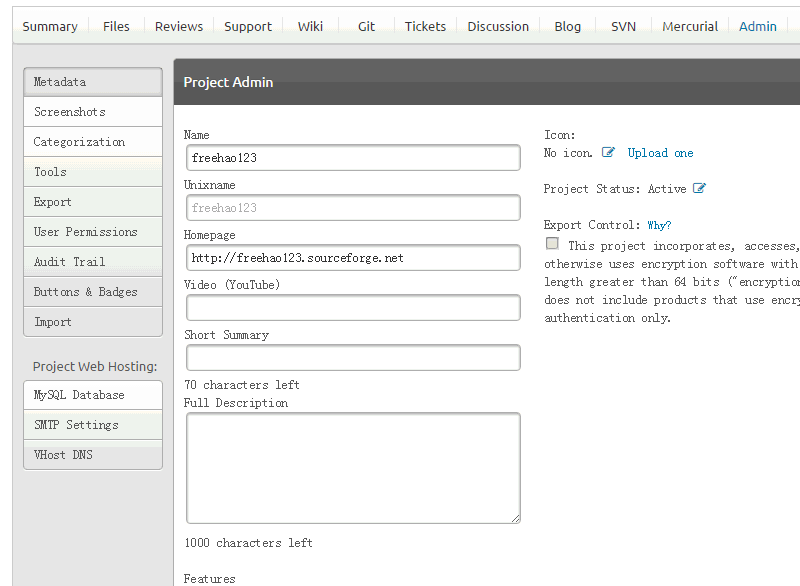 Summary Files Reviews Support Wiki Git Tickets Discussion Blog SVN Mercurial Admin
Metadata
Screenshots
Categorization
Tools
Export
User Permissions
Audit Trail
Buttons & Badges
Import
Project Web Hosting:
MySQL Database
SMTP Settings
VHost DNS
Project Admin
Name
freehao123
Unixname
freehao123
Homepage
http://freehao123.sourceforge.net
Video (YouTube)
Short Summary
70 characters left
Full Description
1000 characters left
Features
Icon:
No icon. Upload one
Project Status: Active
Export Control: Why?
This project incorporates, accesses,
otherwise uses encryption software with
length greater than 64 bits ("encryption
does not include products that use encry
authentication only.